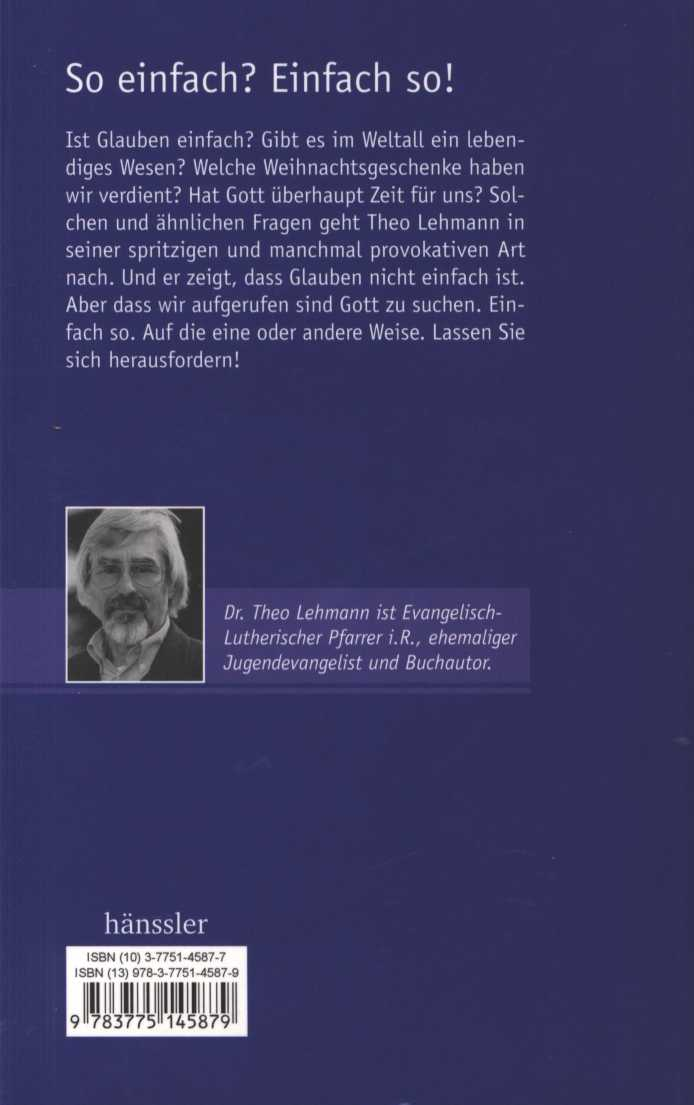 So einfach? Einfach so!
Ist Glauben einfach? Gibt es im Weltall ein leben-
diges Wesen? Welche Weihnachtsgeschenke haben
wir verdient? Hat Gott überhaupt Zeit für uns? Sol-
chen und ähnlichen Fragen geht Theo Lehmann in
seiner spritzigen und manchmal provokativen Art
nach. Und er zeigt, dass Glauben nicht einfach ist.
Aber dass wir aufgerufen sind Gott zu suchen. Ein-
fach so. Auf die eine oder andere Weise. Lassen Sie
sich herausfordern!
Dr. Theo Lehmann ist Evangelisch-
Lutherischer Pfarrer i.R., ehemaliger
Jugendevangelist und Buchautor.
hänssler
ISBN (10) 3-7751-4587-7
ISBN (13) 978-3-7751-4587-9
9 783775 145879